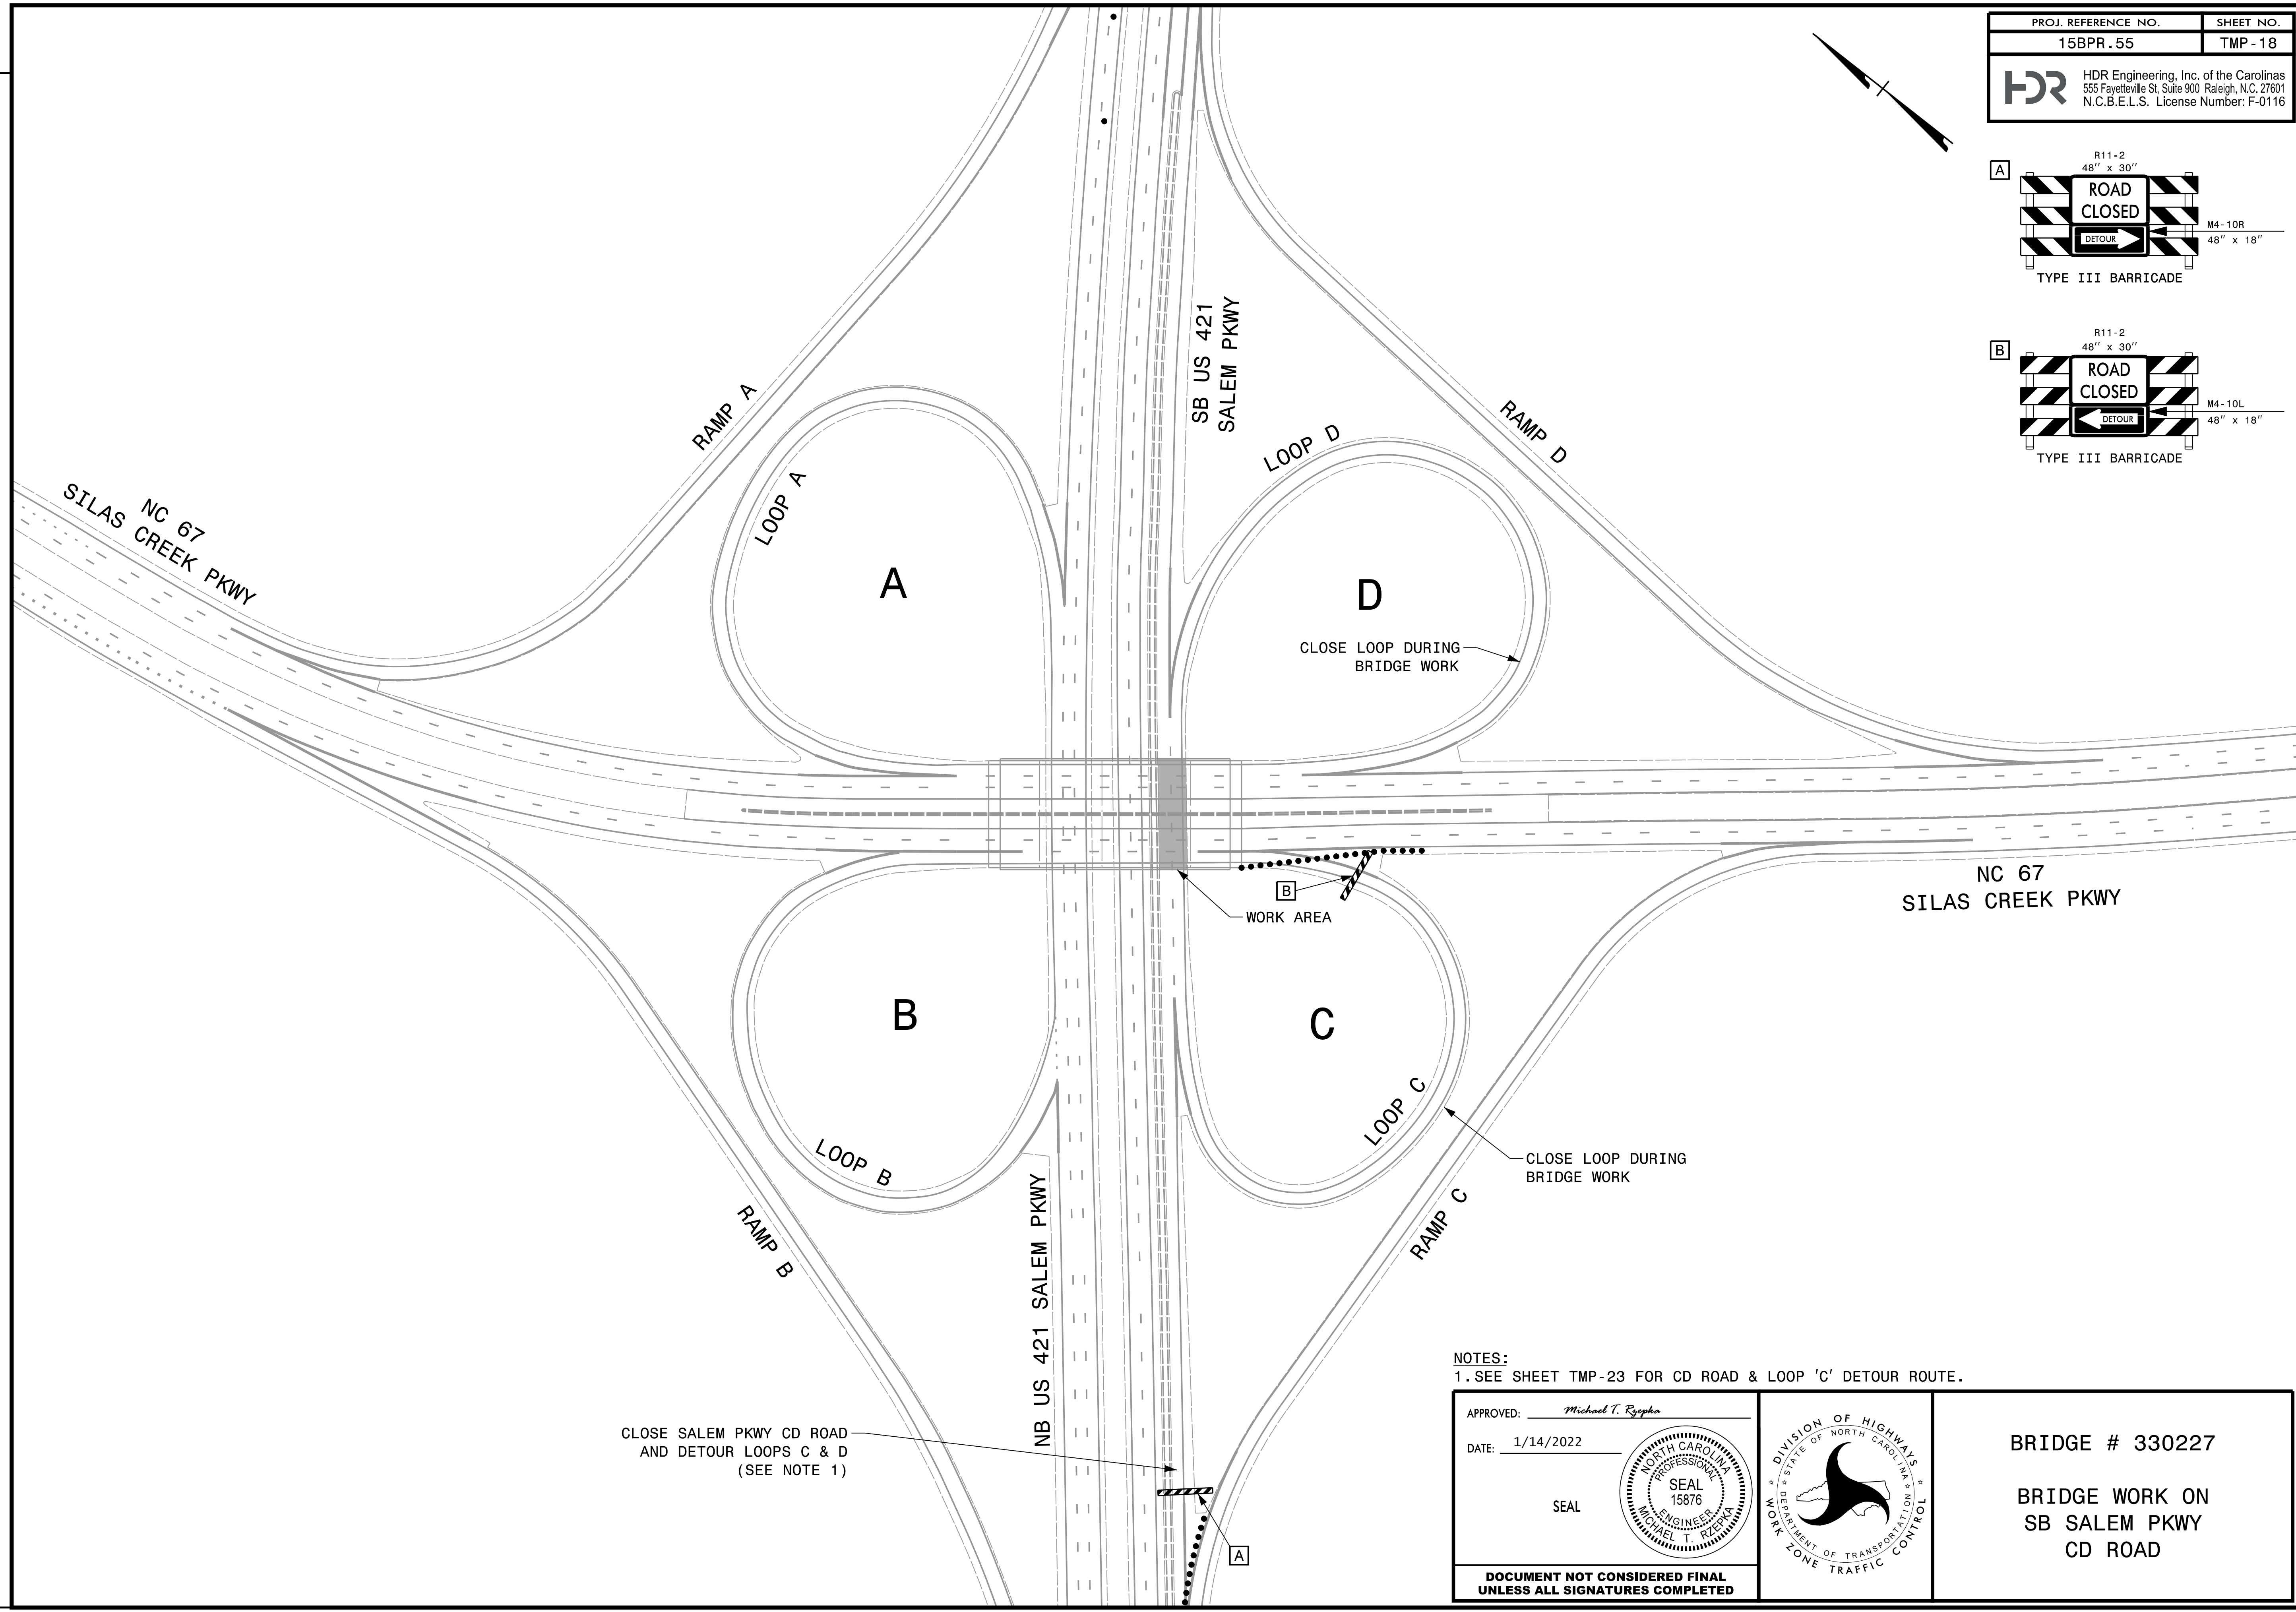 PROJ. REFERENCE NO.
SHEET NO.
15BPR.55
TMP-18
HDR
HDR Engineering, Inc. of the Carolinas
555 Fayetteville St, Suite 900 Raleigh, N.C. 27601
N.C.B.E.L.S. License Number: F-0116
A
R11-2
48" x 30"
ROAD
CLOSED
DETOUR
M4-10R
48" x 18"
TYPE III BARRICADE
B
R11-2
48" x 30"
ROAD
CLOSED
DETOUR
M4-10L
48" x 18"
TYPE III BARRICADE
SB US 421
SALEM PKWY
RAMP A
LOOP A
LOOP D
RAMP D
NC 67
SILAS CREEK PKWY
A
D
CLOSE LOOP DURING
BRIDGE WORK
B
WORK AREA
NC 67
SILAS CREEK PKWY
B
C
LOOP B
LOOP C
CLOSE LOOP DURING
BRIDGE WORK
RAMP B
NB US 421 SALEM PKWY
RAMP C
CLOSE SALEM PKWY CD ROAD
AND DETOUR LOOPS C & D
(SEE NOTE 1)
A
NOTES:
1.SEE SHEET TMP-23 FOR CD ROAD & LOOP 'C' DETOUR ROUTE.
APPROVED: Michael T. Rzepka
DATE: 1/14/2022
SEAL
NORTH CAROLINA
PROFESSIONAL
SEAL
15876
ENGINEER
MICHAEL T. RZEPKA
DOCUMENT NOT CONSIDERED FINAL
UNLESS ALL SIGNATURES COMPLETED
DIVISION OF HIGHWAYS
STATE OF NORTH CAROLINA
DEPARTMENT OF TRANSPORTATION
WORK ZONE TRAFFIC CONTROL
BRIDGE # 330227
BRIDGE WORK ON
SB SALEM PKWY
CD ROAD